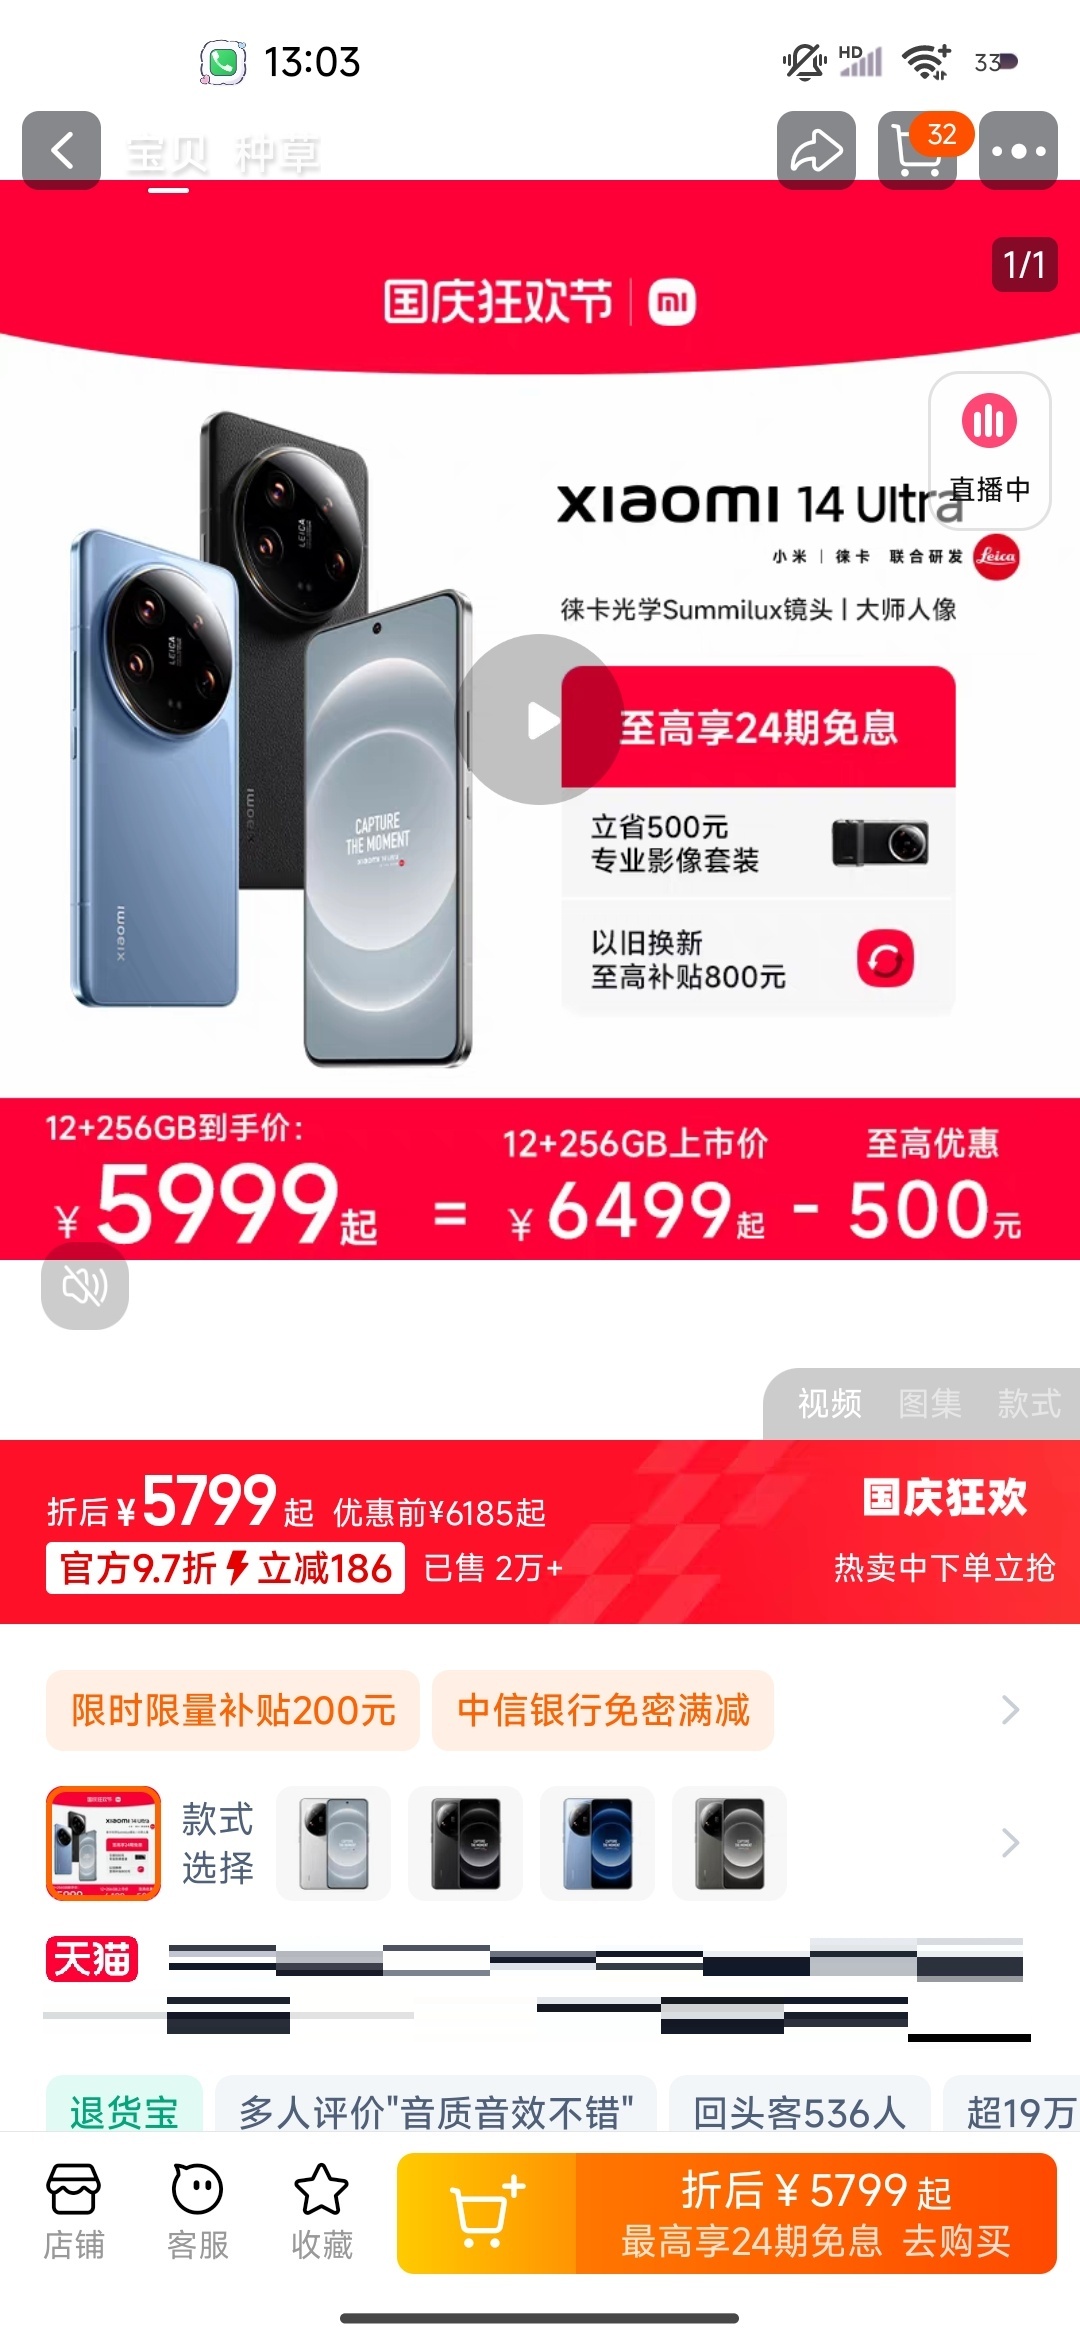 13:03
HD
33
宝贝 种草
32
1/1
国庆狂欢节
直播中
xiaomi 14 Ultra
小米 | 徕卡 联合研发 Leica
徕卡光学Summilux镜头 | 大师人像
至高享24期免息
立省500元
专业影像套装
以旧换新
至高补贴800元
LEICA
LEICA
xiaomi
xiaomi
CAPTURE
THE MOMENT
12+256GB到手价:
¥5999起
=
12+256GB上市价
¥6499起
-
至高优惠
500元
视频 图集 款式
折后¥5799起 优惠前¥6185起
官方9.7折 立减186 已售 2万+
国庆狂欢
热卖中下单立抢
限时限量补贴200元 中信银行免密满减
款式
选择
天猫
退货宝 多人评价"音质音效不错" 回头客536人 超19万
店铺 客服 收藏
折后¥5799起
最高享24期免息 去购买